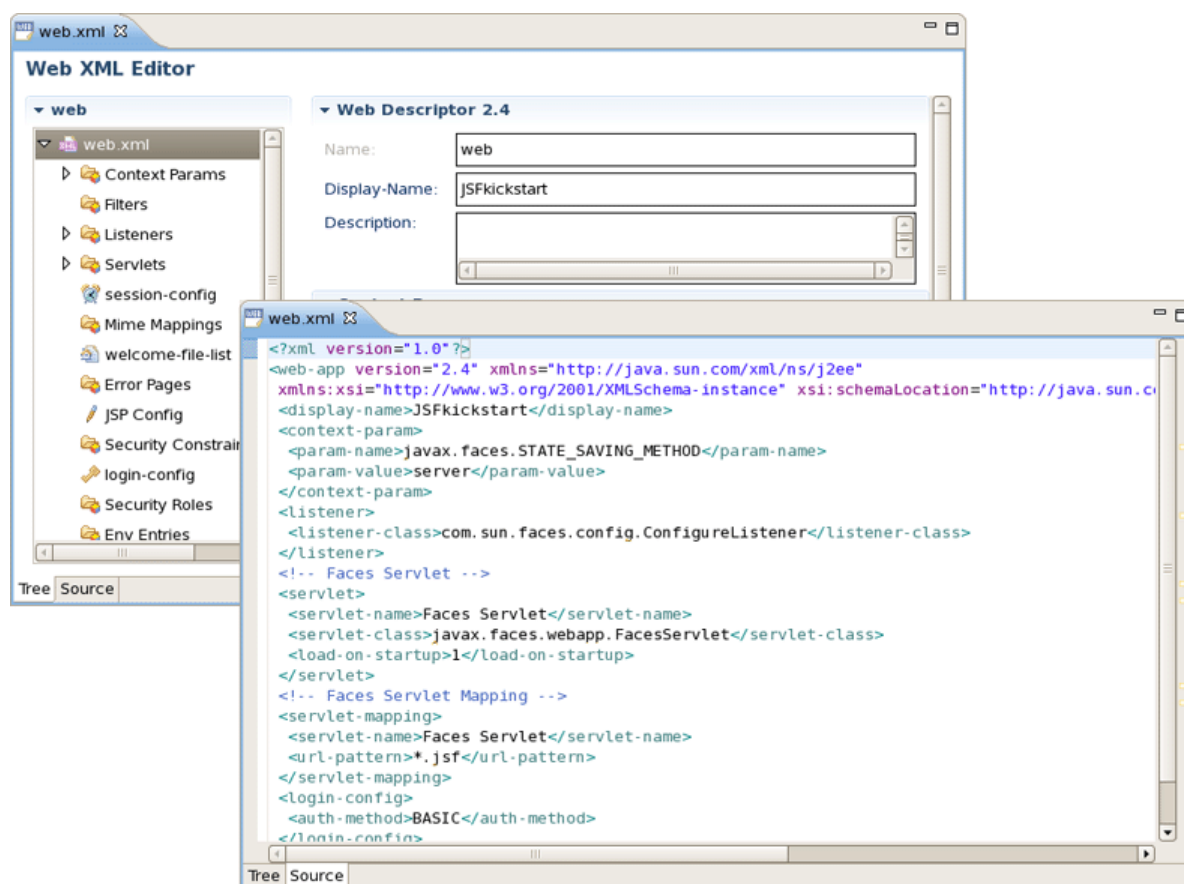 web.xml
Web XML Editor
web
web.xml
Context Params
Filters
Listeners
Servlets
session-config
Mime Mappings
welcome-file-list
Error Pages
JSP Config
Security
login-config
Security Roles
Env Entries
Tree Source
Web Descriptor 2.4
Name: web
Display-Name: JSFkickstart
Description:
web.xml
<?xml version="1.0"?>
<web-app version="2.4" xmlns="http://java.sun.com/xml/ns/j2ee"
xmlns:xsi="http://www.w3.org/2001/XMLSchema-instance" xsi:schemaLocation="http://java.sun.c
<display-name>JSFkickstart</display-name>
<context-param>
<param-name>javax.faces.STATE_SAVING_METHOD</param-name>
<param-value>server</param-value>
</context-param>
<listener>
<listener-class>com.sun.faces.config.ConfigureListener</listener-class>
</listener>
<!-- Faces Servlet -->
<servlet>
<servlet-name>Faces Servlet</servlet-name>
<servlet-class>javax.faces.webapp.FacesServlet</servlet-class>
<load-on-startup>1</load-on-startup>
</servlet>
<!-- Faces Servlet Mapping -->
<servlet-mapping>
<servlet-name>Faces Servlet</servlet-name>
<url-pattern>*.jsf</url-pattern>
</servlet-mapping>
<login-config>
<auth-method>BASIC</auth-method>
</login-config>
Tree Source